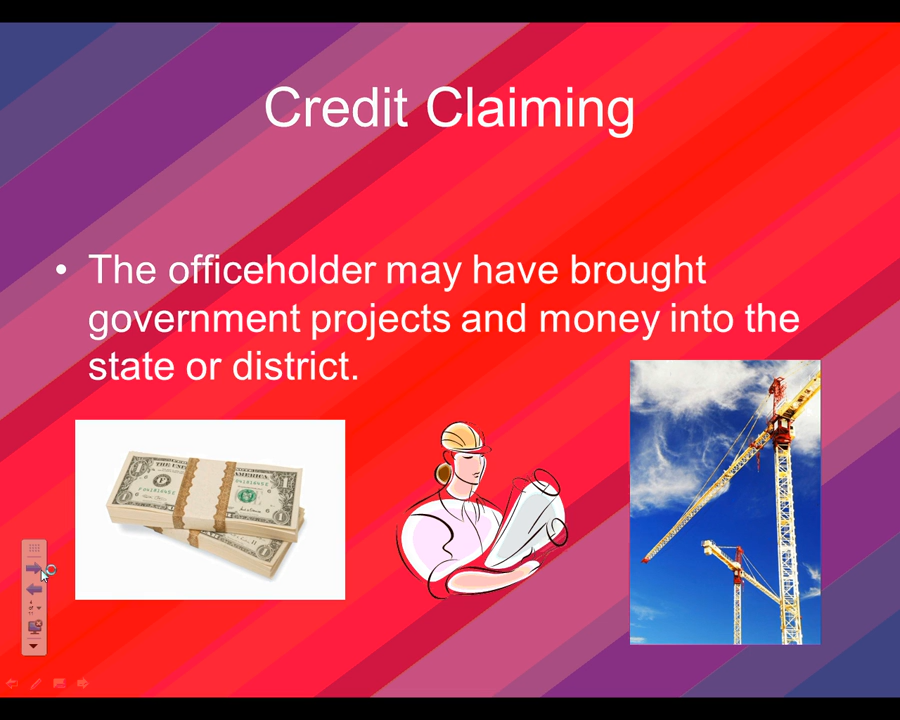 Credit Claiming
• The officeholder may have brought
government projects and money into the
state or district.